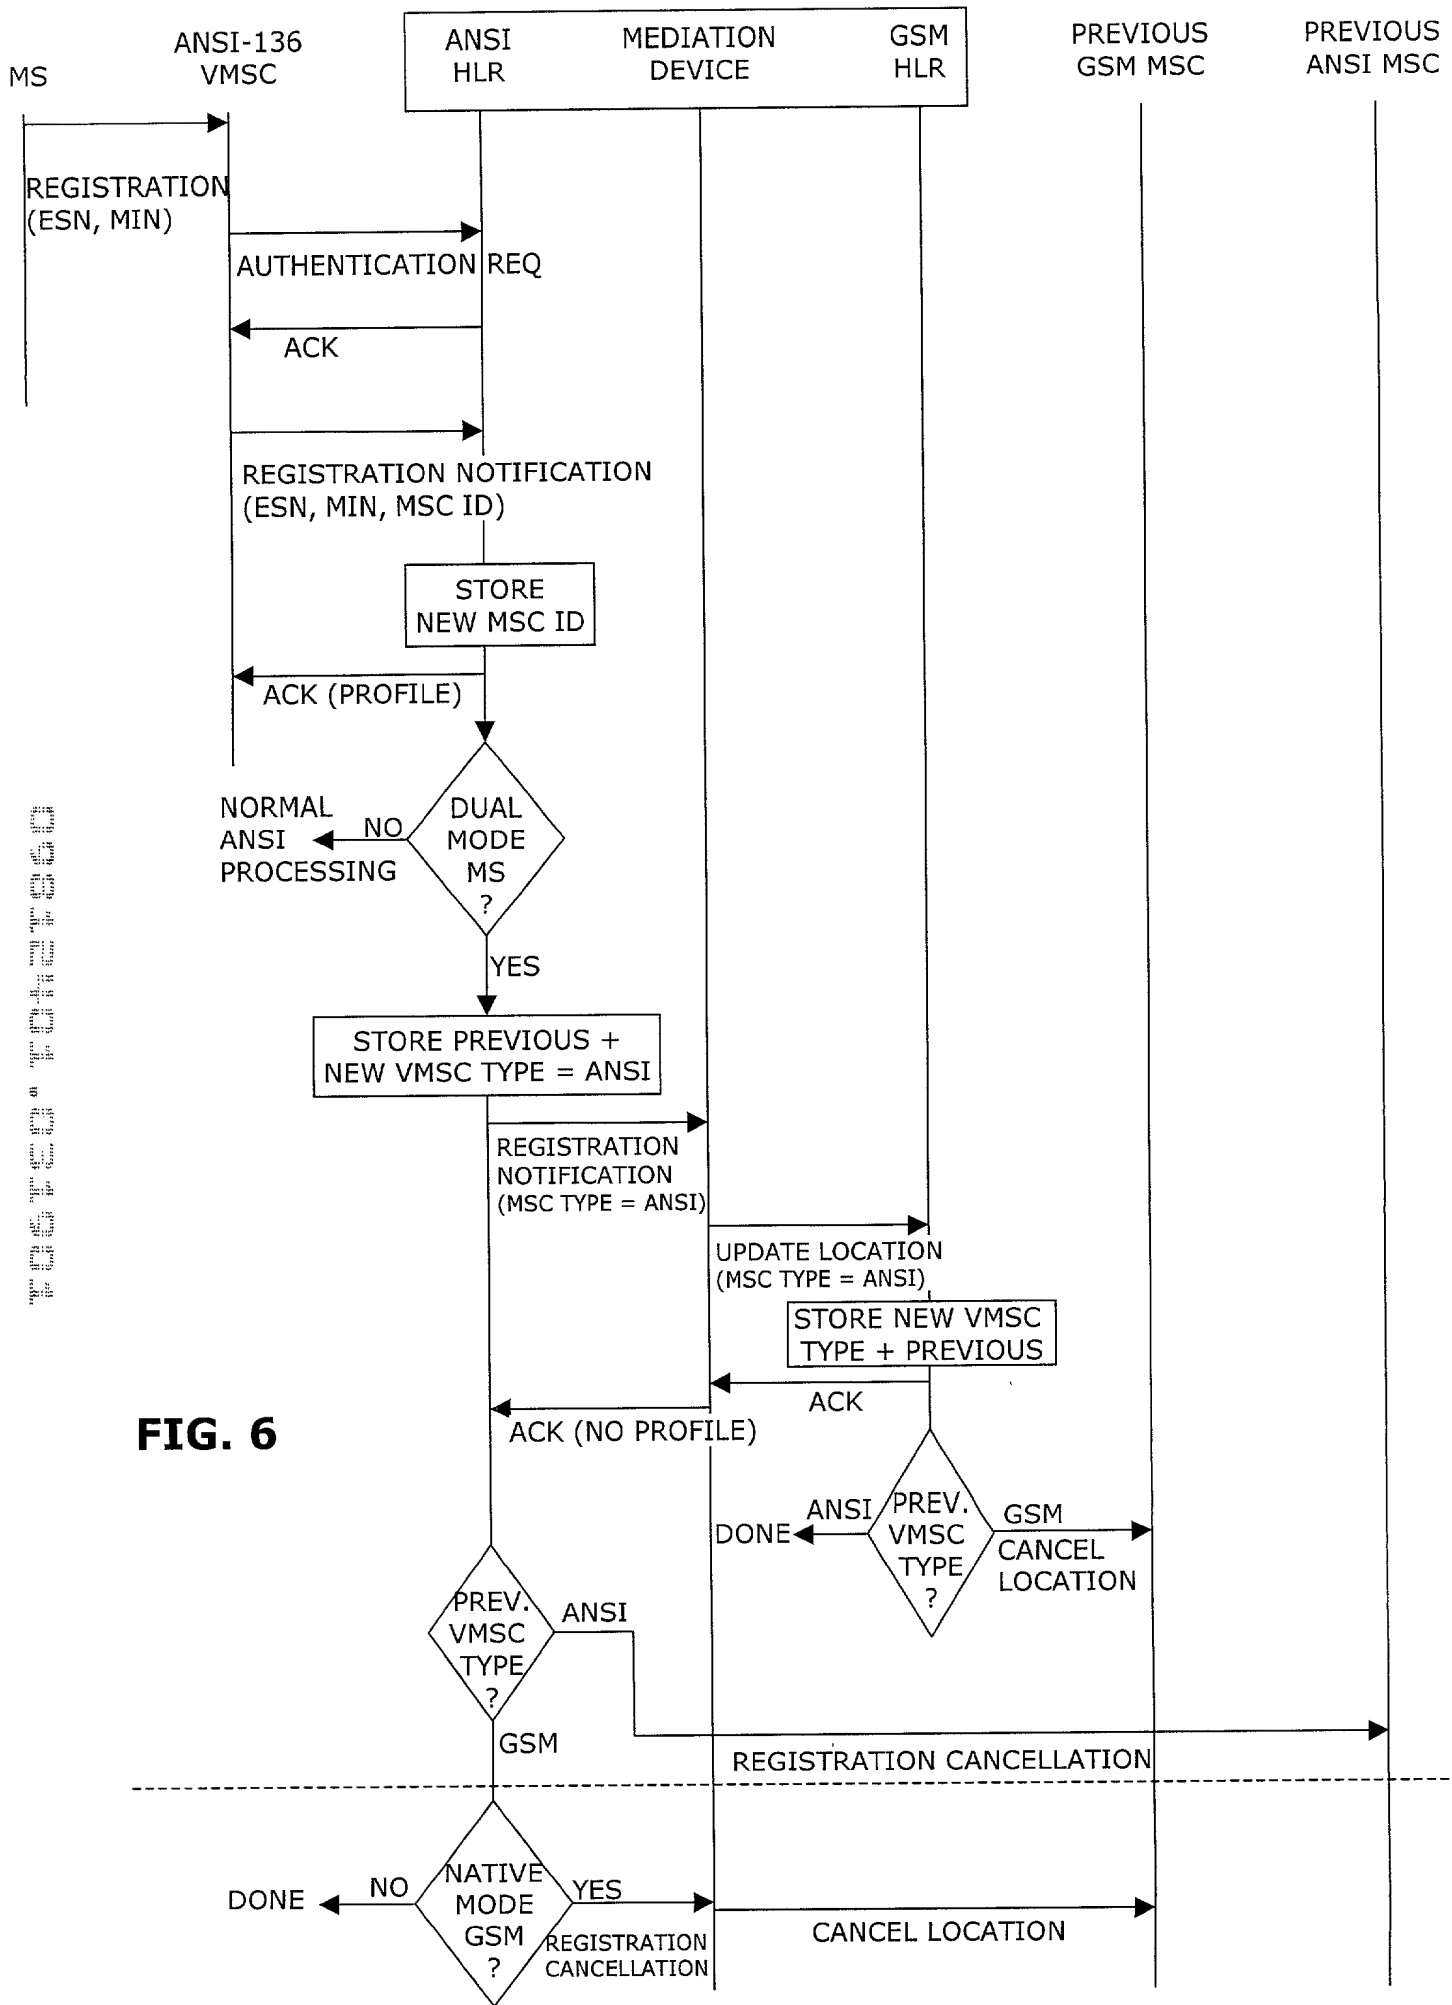 MS
ANSI-136
VMSC
ANSI
HLR
MEDIATION
DEVICE
GSM
HLR
PREVIOUS
GSM MSC
PREVIOUS
ANSI MSC
REGISTRATION
(ESN, MIN)
AUTHENTICATION REQ
ACK
REGISTRATION NOTIFICATION
(ESN, MIN, MSC ID)
STORE
NEW MSC ID
ACK (PROFILE)
DUAL
MODE
MS
?
NO
NORMAL
ANSI
PROCESSING
YES
STORE PREVIOUS +
NEW VMSC TYPE = ANSI
REGISTRATION
NOTIFICATION
(MSC TYPE = ANSI)
UPDATE LOCATION
(MSC TYPE = ANSI)
STORE NEW VMSC
TYPE + PREVIOUS
ACK
ACK (NO PROFILE)
FIG. 6
PREV.
VMSC
TYPE
?
ANSI
DONE
GSM
CANCEL
LOCATION
PREV.
VMSC
TYPE
?
ANSI
GSM
REGISTRATION CANCELLATION
NATIVE
MODE
GSM
?
NO
DONE
YES
REGISTRATION
CANCELLATION
CANCEL LOCATION